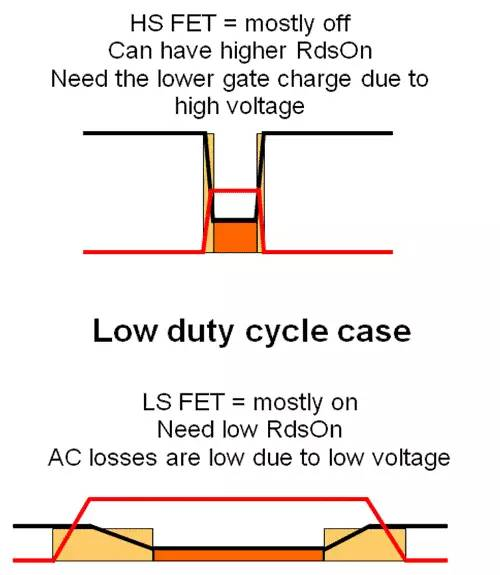 HS FET = mostly off
Can have higher RdsOn
Need the lower gate charge due to
high voltage
Low duty cycle case
LS FET = mostly on
Need low RdsOn
AC losses are low due to low voltage